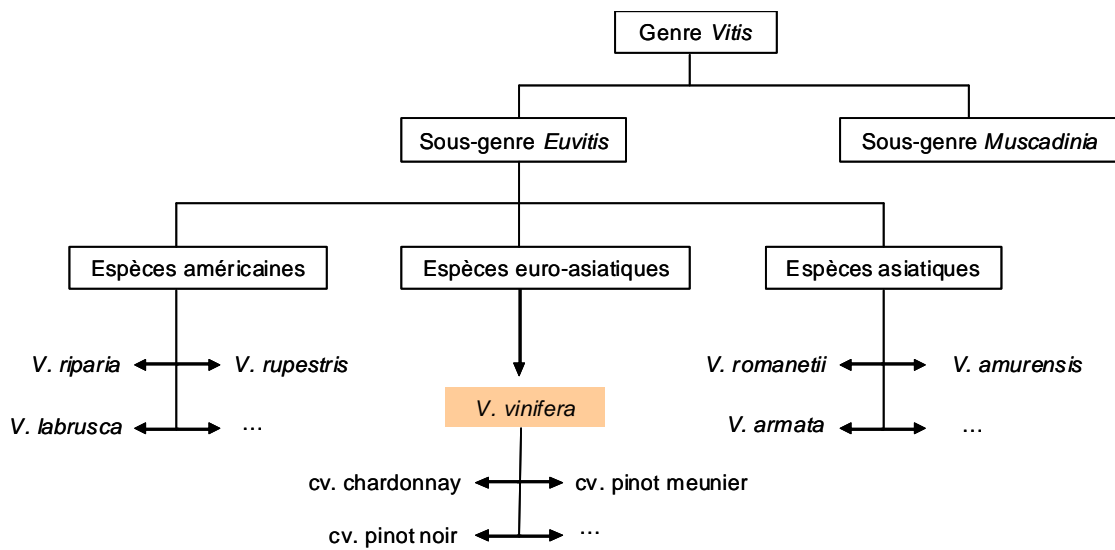 Genre Vitis
Sous-genre Euvitis
Sous-genre Muscadinia
Espèces américaines
Espèces euro-asiatiques
Espèces asiatiques
V. riparia
V. rupestris
V. romanetii
V. amurensis
V. labrusca
...
V. vinifera
V. armata
...
cv. chardonnay
cv. pinot meunier
cv. pinot noir
...